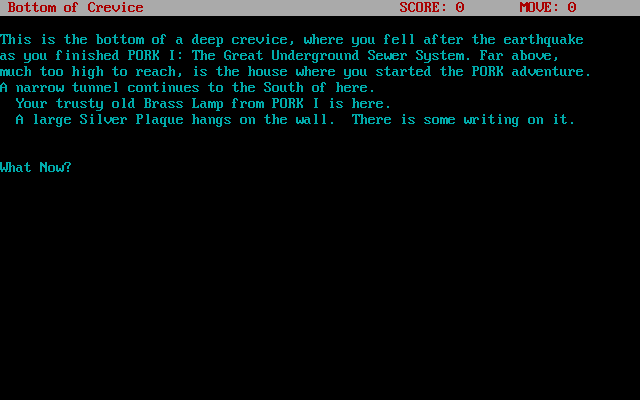 Bottom of Crevice SCORE: 0 MOVE: 0
This is the bottom of a deep crevice, where you fell after the earthquake
as you finished PORK I: The Great Underground Sewer System. Far above,
much too high to reach, is the house where you started the PORK adventure.
A narrow tunnel continues to the South of here.
Your trusty old Brass Lamp from PORK I is here.
A large Silver Plaque hangs on the wall. There is some writing on it.
What Now?